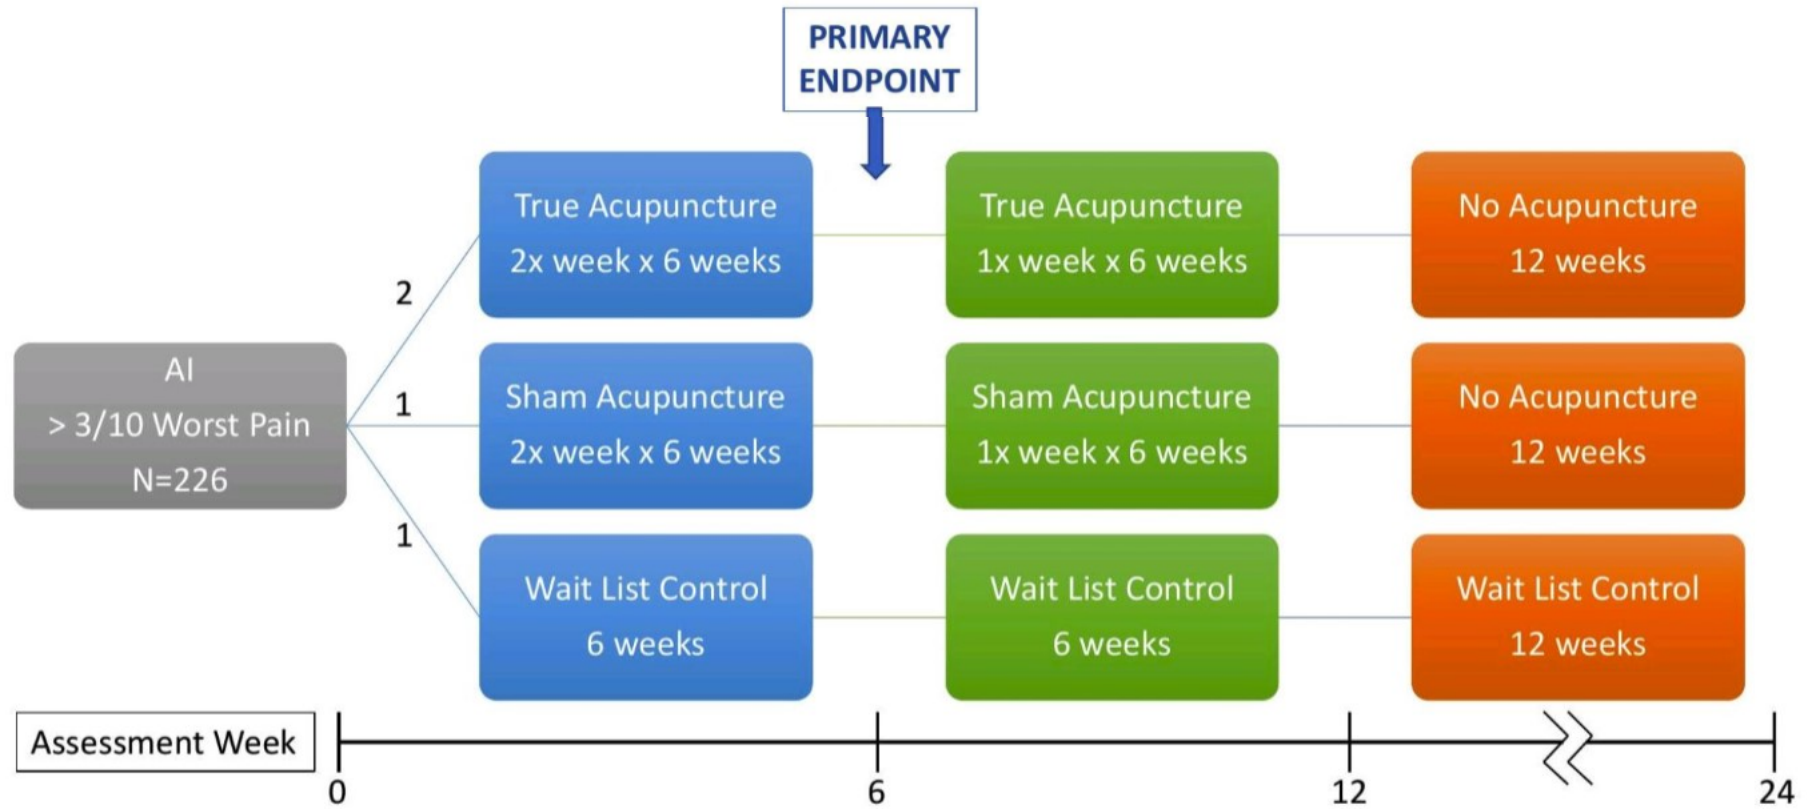 PRIMARY
ENDPOINT
AI
> 3/10 Worst Pain
N=226
2
1
1
True Acupuncture
2x week x 6 weeks
True Acupuncture
1x week x 6 weeks
No Acupuncture
12 weeks
Sham Acupuncture
2x week x 6 weeks
Sham Acupuncture
1x week x 6 weeks
No Acupuncture
12 weeks
Wait List Control
6 weeks
Wait List Control
6 weeks
Wait List Control
12 weeks
Assessment Week
0
6
12
24